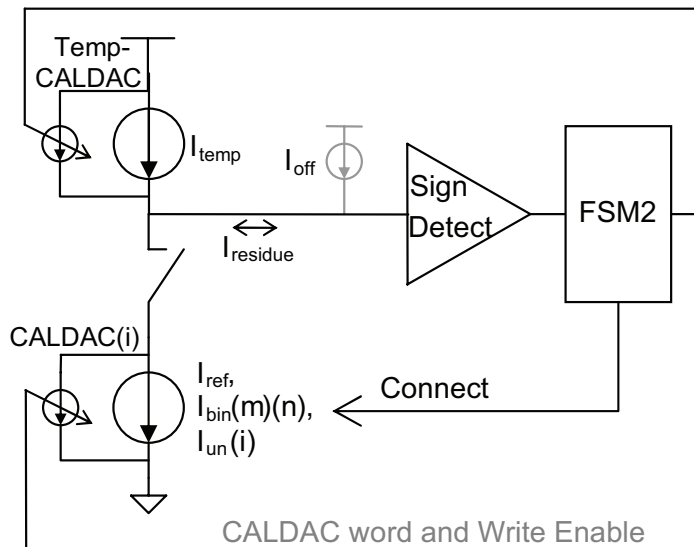 Temp-
CALDAC
I_temp
I_off
Sign
Detect
FSM2
I_residue
CALDAC(i)
I_ref,
I_bin(m)(n),
I_un(i)
Connect
CALDAC word and Write Enable